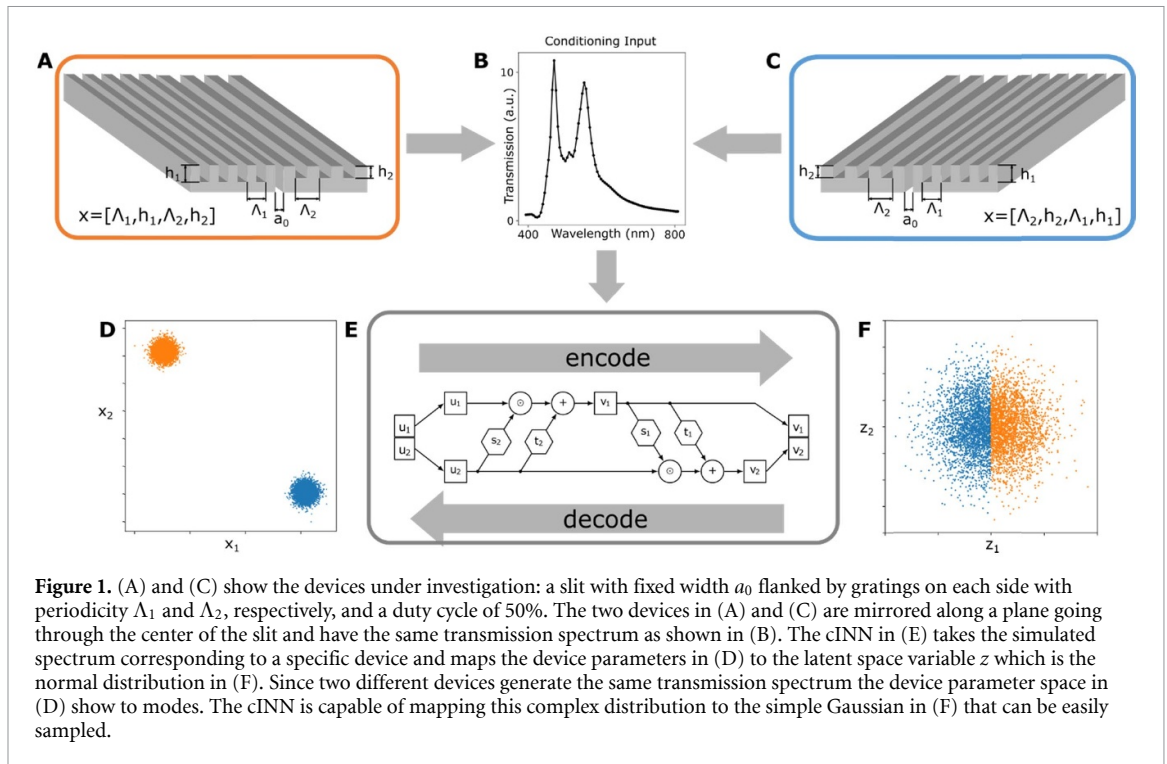 A
h₁
h₂
Λ₁
a₀
Λ₂
x=[Λ₁,h₁,Λ₂,h₂]
B
Conditioning Input
Transmission (a.u.)
10
0
400
Wavelength (nm)
800
C
h₂
h₁
Λ₂
a₀
Λ₁
x=[Λ₂,h₂,Λ₁,h₁]
D
x₂
x₁
E
encode
u₁
⊙
+
v₁
u₁
u₂
s₂
t₂
s₁
t₁
v₁
v₂
u₂
⊙
+
v₂
decode
F
z₂
z₁
Figure 1. (A) and (C) show the devices under investigation: a slit with fixed width a₀ flanked by gratings on each side with
periodicity Λ₁ and Λ₂, respectively, and a duty cycle of 50%. The two devices in (A) and (C) are mirrored along a plane going
through the center of the slit and have the same transmission spectrum as shown in (B). The cINN in (E) takes the simulated
spectrum corresponding to a specific device and maps the device parameters in (D) to the latent space variable z which is the
normal distribution in (F). Since two different devices generate the same transmission spectrum the device parameter space in
(D) show to modes. The cINN is capable of mapping this complex distribution to the simple Gaussian in (F) that can be easily
sampled.